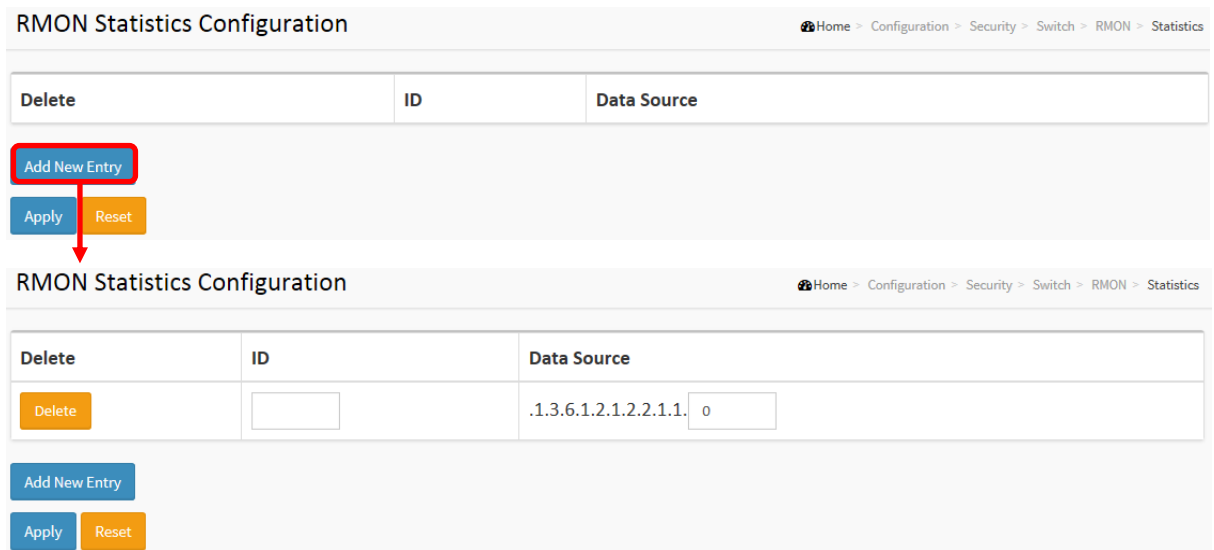 RMON Statistics Configuration Home > Configuration > Security > Switch > RMON > Statistics
Delete ID Data Source
Add New Entry
Apply Reset
RMON Statistics Configuration Home > Configuration > Security > Switch > RMON > Statistics
Delete ID Data Source
Delete .1.3.6.1.2.1.2.2.1.1. 0
Add New Entry
Apply Reset